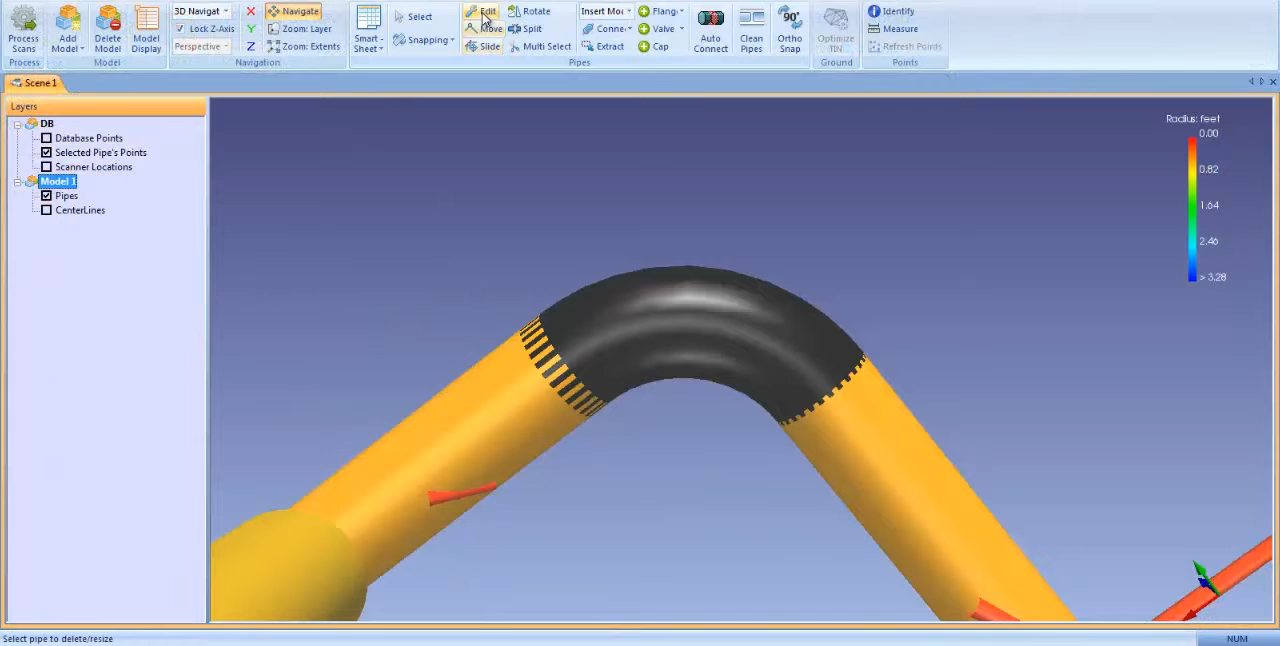 Process Scans
Process
Add Model
Delete Model
Model Display
Model
3D Navigat
Lock Z-Axis
Perspective
X
Y
Z
Navigate
Zoom: Layer
Zoom: Extents
Navigation
Smart-Sheet
Select
Snapping
Edit
Move
Slide
Rotate
Split
Multi Select
Insert Moc
Conne
Extract
Flang
Valve
Cap
Auto Connect
Clean Pipes
90°
Ortho Snap
Pipes
Optimize TIN
Ground
Identify
Measure
Refresh Points
Points
Scene1
Layers
DB
Database Points
Selected Pipe's Points
Scanner Locations
Model 1
Pipes
CenterLines
Radius: feet
0.00
0.82
1.64
2.46
> 3.28
Select pipe to delete/resize
NUM